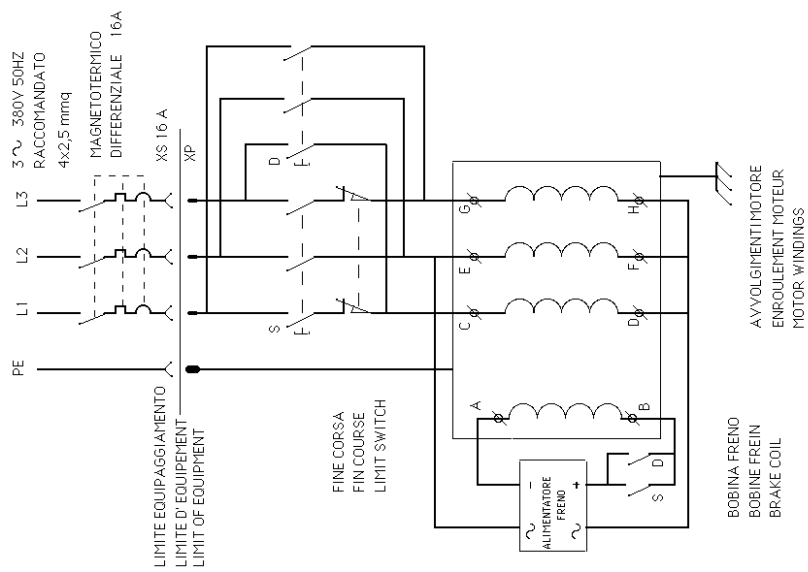 3 ~ 380V 50HZ
RACCOMANDATO
4x2,5 mmq
MAGNETOTERMICO
DIFFERENZIALE 16A
XS 16 A
XP
L3
L2
L1
PE
LIMITE EQUIPAGGIAMENTO
LIMITE D' EQUIPEMENT
LIMIT OF EQUIPMENT
D
S
FINE CORSA
FIN COURSE
LIMIT SWITCH
G
H
E
F
C
D
A
B
ALIMENTATORE
FRENO
~
~
-
+
S
D
AVVOLGIMENTI MOTORE
ENROULEMENT MOTEUR
MOTOR WINDINGS
BOBINA FRENO
BOBINE FREIN
BRAKE COIL